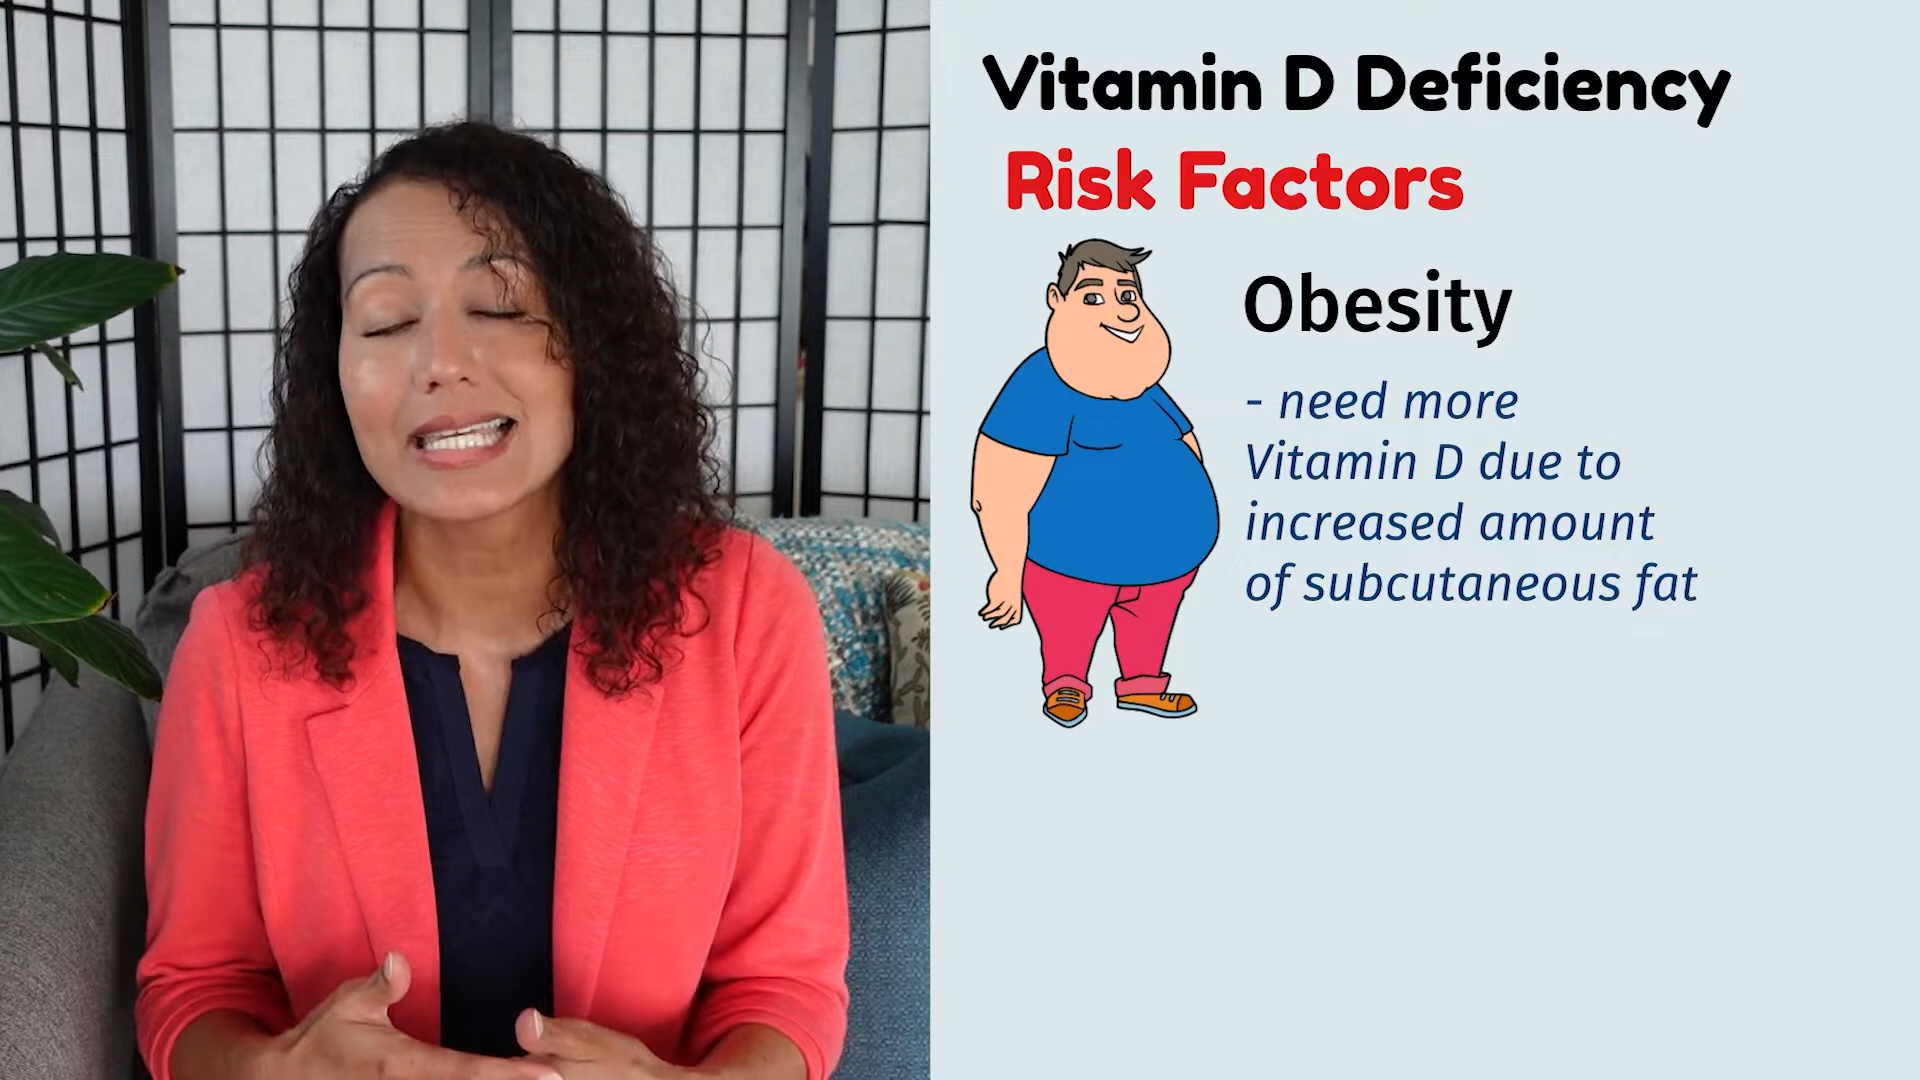 Vitamin D Deficiency
Risk Factors
Obesity
- need more
Vitamin D due to
increased amount
of subcutaneous fat